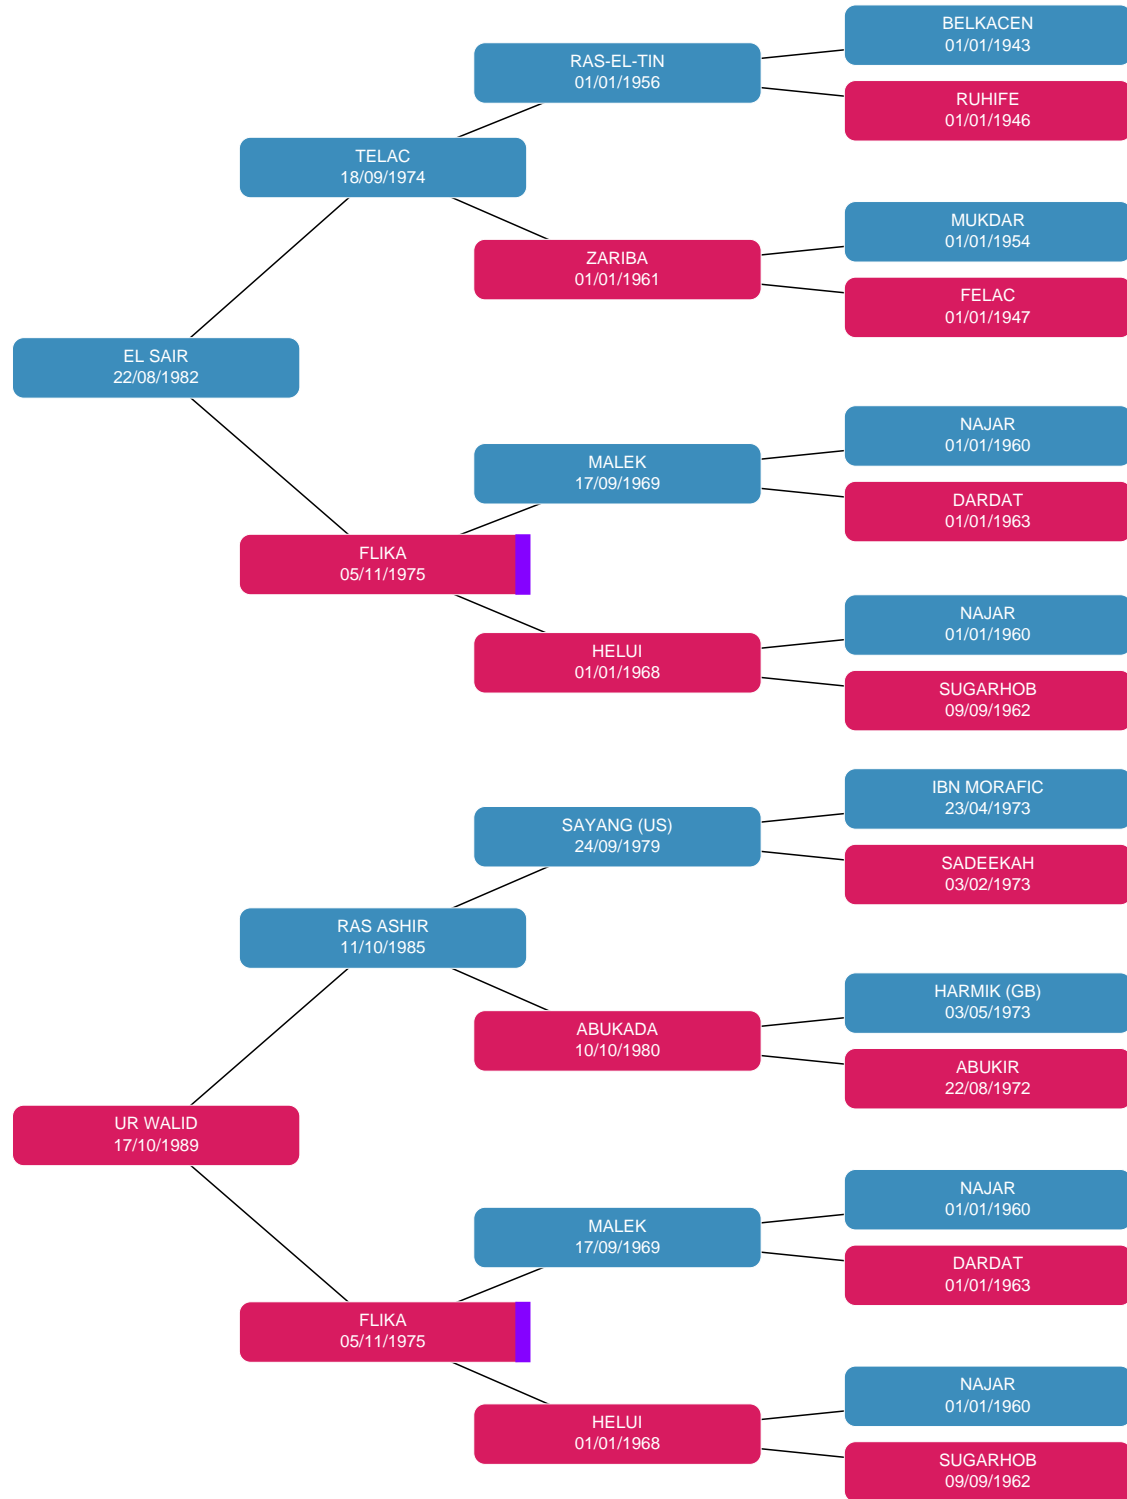 BELKACEN
01/01/1943
RAS-EL-TIN
01/01/1956
RUHIFE
01/01/1946
TELAC
18/09/1974
MUKDAR
01/01/1954
ZARIBA
01/01/1961
FELAC
01/01/1947
EL SAIR
22/08/1982
NAJAR
01/01/1960
MALEK
17/09/1969
DARDAT
01/01/1963
FLIKA
05/11/1975
NAJAR
01/01/1960
HELUI
01/01/1968
SUGARHOB
09/09/1962
IBN MORAFIC
23/04/1973
SAYANG (US)
24/09/1979
SADEEKAH
03/02/1973
RAS ASHIR
11/10/1985
HARMIK (GB)
03/05/1973
ABUKADA
10/10/1980
ABUKIR
22/08/1972
UR WALID
17/10/1989
NAJAR
01/01/1960
MALEK
17/09/1969
DARDAT
01/01/1963
FLIKA
05/11/1975
NAJAR
01/01/1960
HELUI
01/01/1968
SUGARHOB
09/09/1962